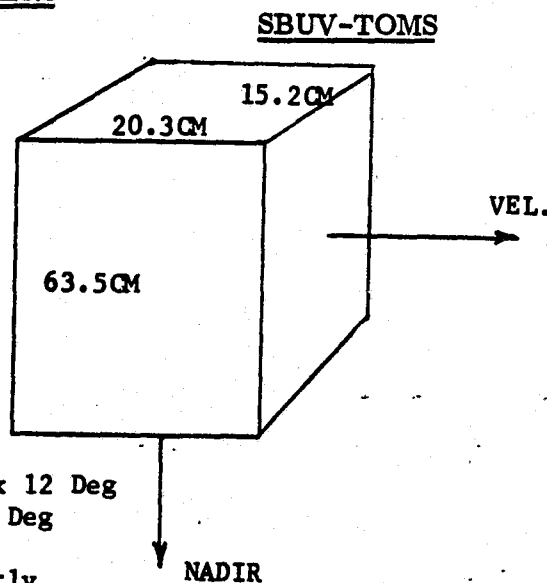 SBUV-TOMS
15.2CM
20.3CM
VEL.
63.5CM
x 12 Deg
Deg
NADIR